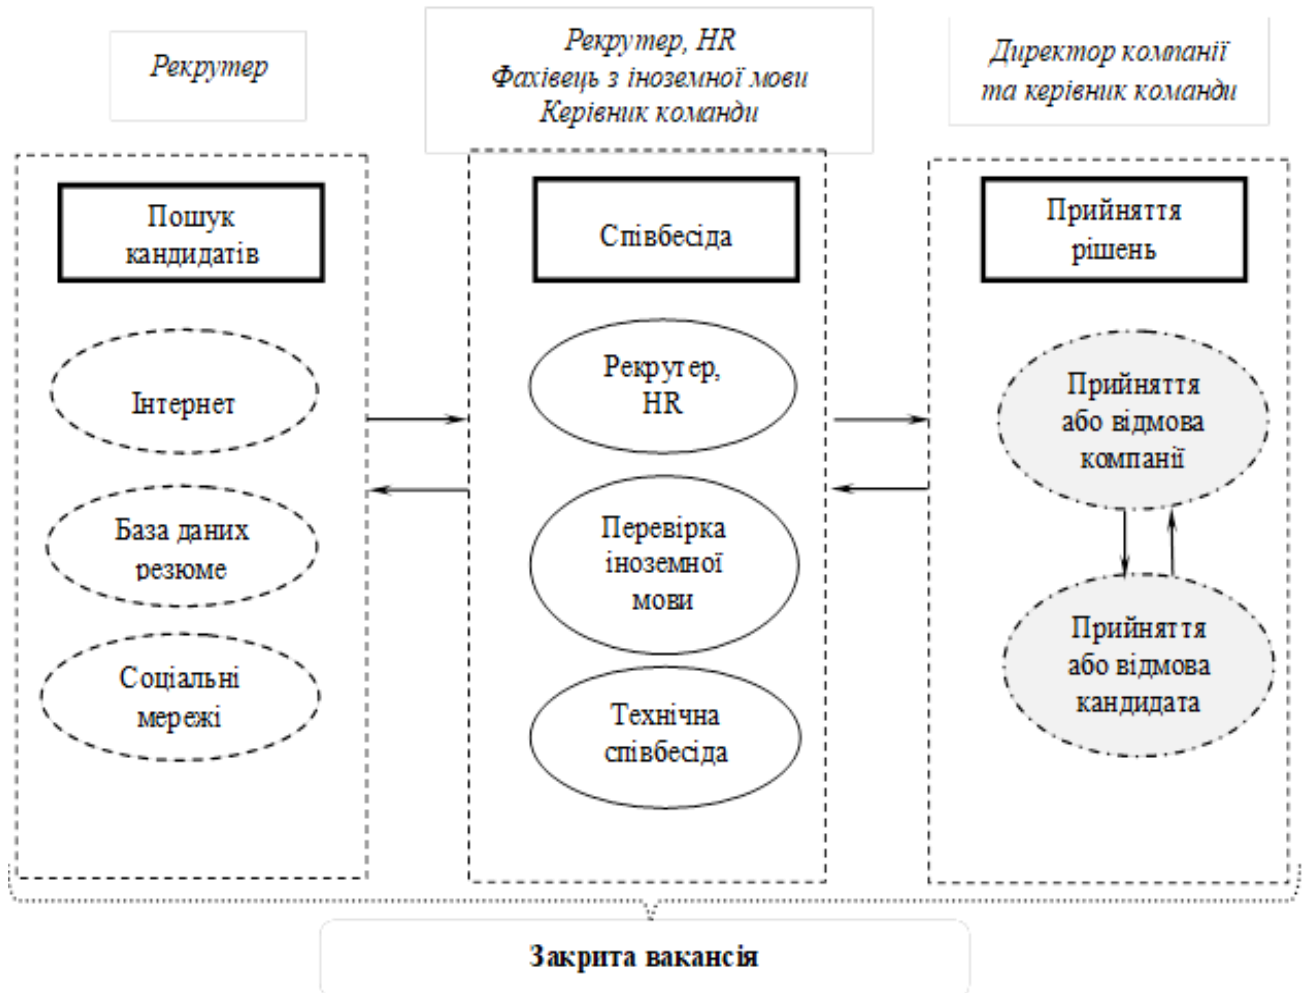 Рекрутер
Рекрутер, HR
Фахівець з іноземної мови
Керівник команди
Директор компанії
та керівник команди
Пошук
кандидатів
Інтернет
База даних
резюме
Соціальні
мережі
Співбесіда
Рекрутер,
HR
Перевірка
іноземної
мови
Технічна
співбесіда
Прийняття
рішень
Прийняття
або відмова
компанії
Прийняття
або відмова
кандидата
Закрита вакансія